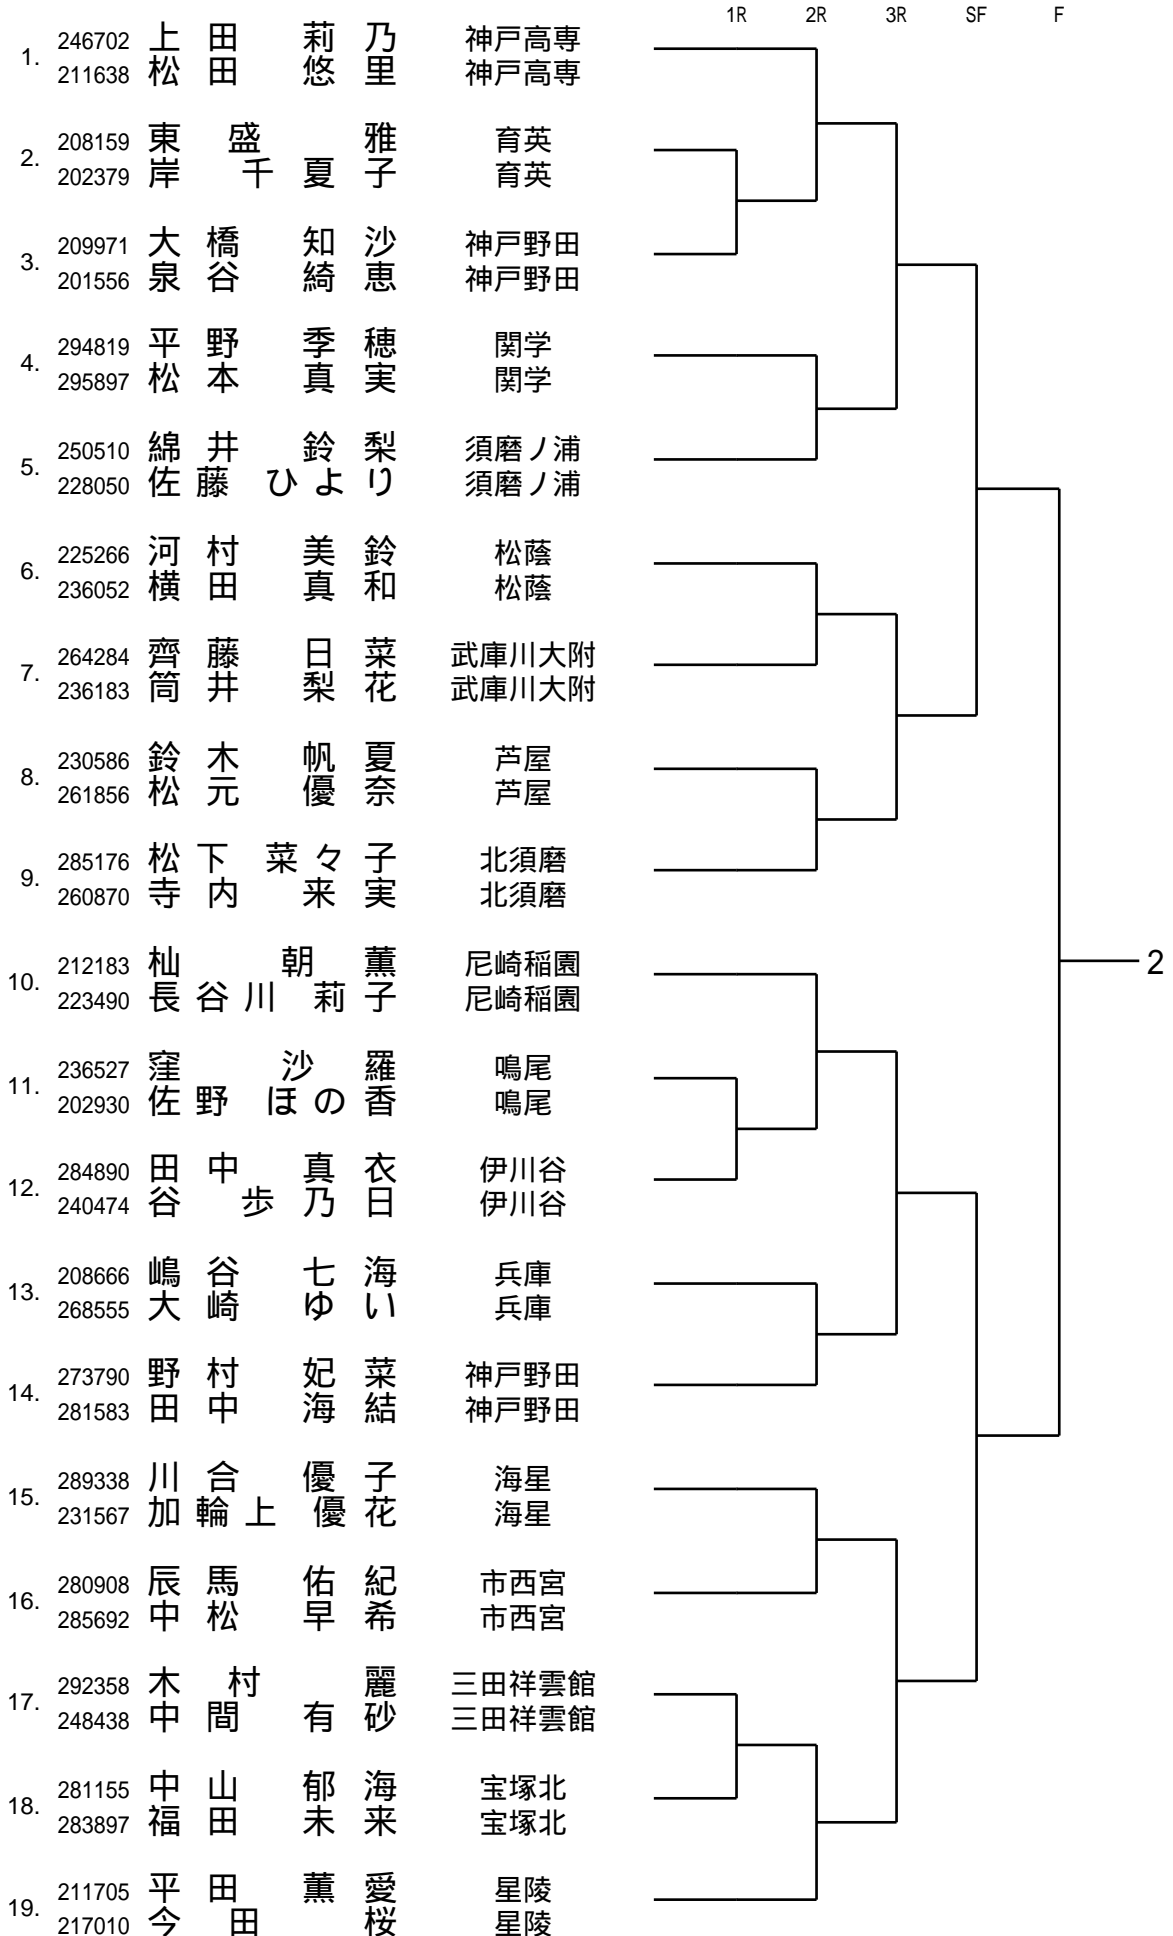 1R 2R 3R SF F
1. 246702 上田 莉乃 神戸高専
211638 松田 悠里 神戸高専
2. 208159 東盛 雅 育英
202379 岸 千夏子 育英
3. 209971 大橋 知沙 神戸野田
201556 泉谷 綺恵 神戸野田
4. 294819 平野 季穂 関学
295897 松本 真実 関学
5. 250510 綿井 鈴梨 須磨ノ浦
228050 佐藤 ひより 須磨ノ浦
6. 225266 河村 美鈴 松蔭
236052 横田 真和 松蔭
7. 264284 齊藤 日菜 武庫川大附
236183 筒井 梨花 武庫川大附
8. 230586 鈴木 帆夏 芦屋
261856 松元 優奈 芦屋
9. 285176 松下 菜々子 北須磨
260870 寺内 来実 北須磨
10. 212183 杣 朝薫 尼崎稲園
223490 長谷川 莉子 尼崎稲園
2
11. 236527 窪 沙羅 鳴尾
202930 佐野 ほの香 鳴尾
12. 284890 田中 真衣 伊川谷
240474 谷 歩乃日 伊川谷
13. 208666 嶋谷 七海 兵庫
268555 大崎 ゆい 兵庫
14. 273790 野村 妃菜 神戸野田
281583 田中 海結 神戸野田
15. 289338 川合 優子 海星
231567 加輪上 優花 海星
16. 280908 辰馬 佑紀 市西宮
285692 中松 早希 市西宮
17. 292358 木村 麗 三田祥雲館
248438 中間 有砂 三田祥雲館
18. 281155 中山 郁海 宝塚北
283897 福田 未来 宝塚北
19. 211705 平田 薫愛 星陵
217010 今田 桜 星陵